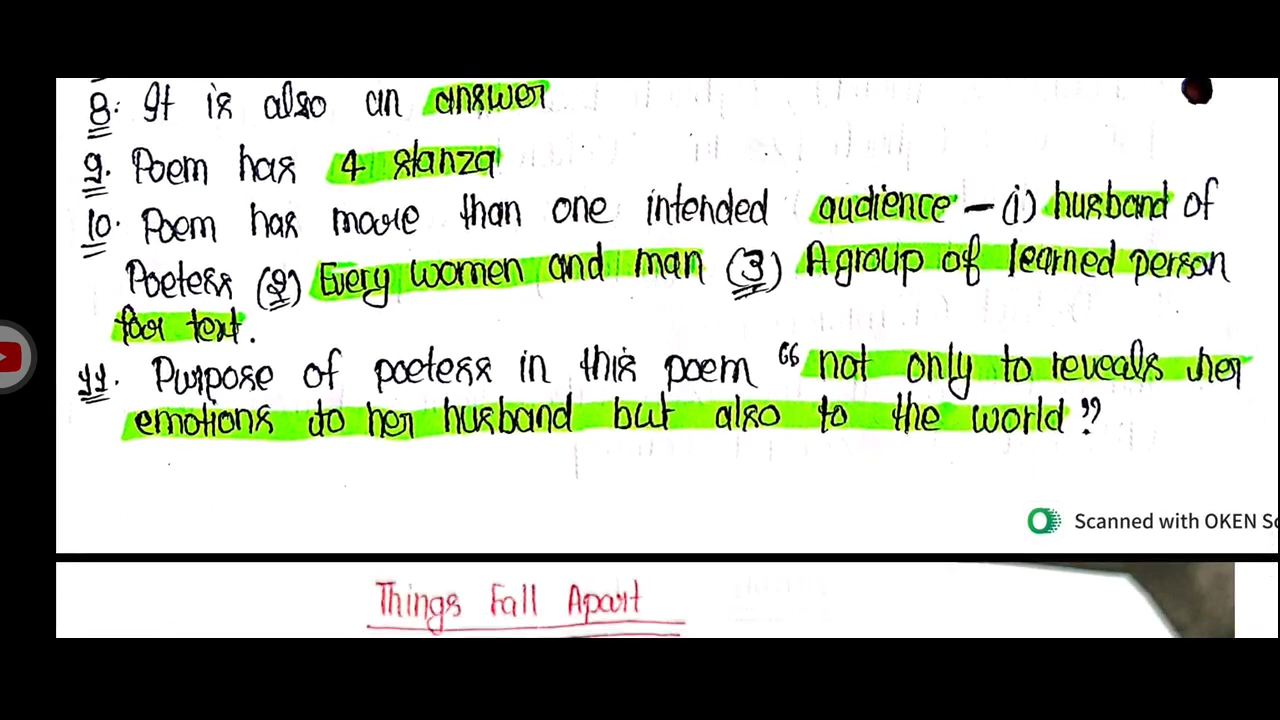 8. It is also an answer
9. Poem has 4 stanza
10. Poem has more than one intended audience - (i) husband of
Poetess (2) Every women and man (3) A group of learned person
for text.
11. Purpose of poetess in this poem " not only to reveals her
emotions to her husband but also to the world "
Scanned with OKEN Sc
Things Fall Apart